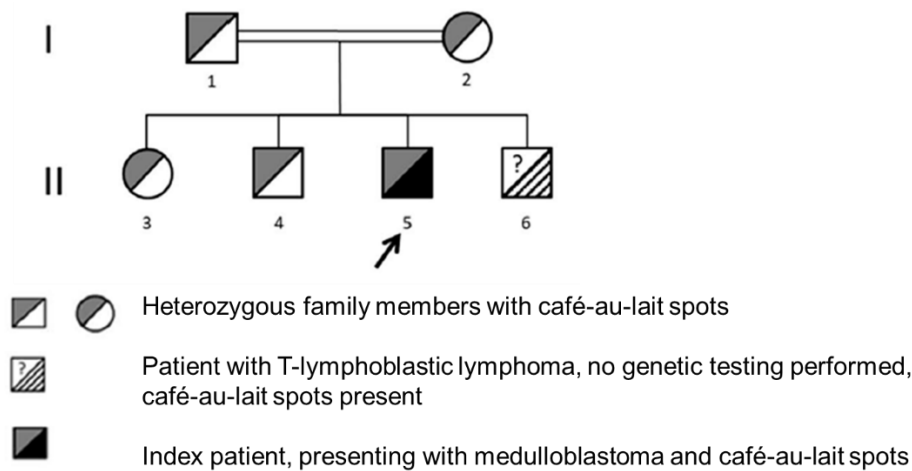 I
1
2
II
?
3
4
5
6
Heterozygous family members with café-au-lait spots
?
Patient with T-lymphoblastic lymphoma, no genetic testing performed,
café-au-lait spots present
Index patient, presenting with medulloblastoma and café-au-lait spots